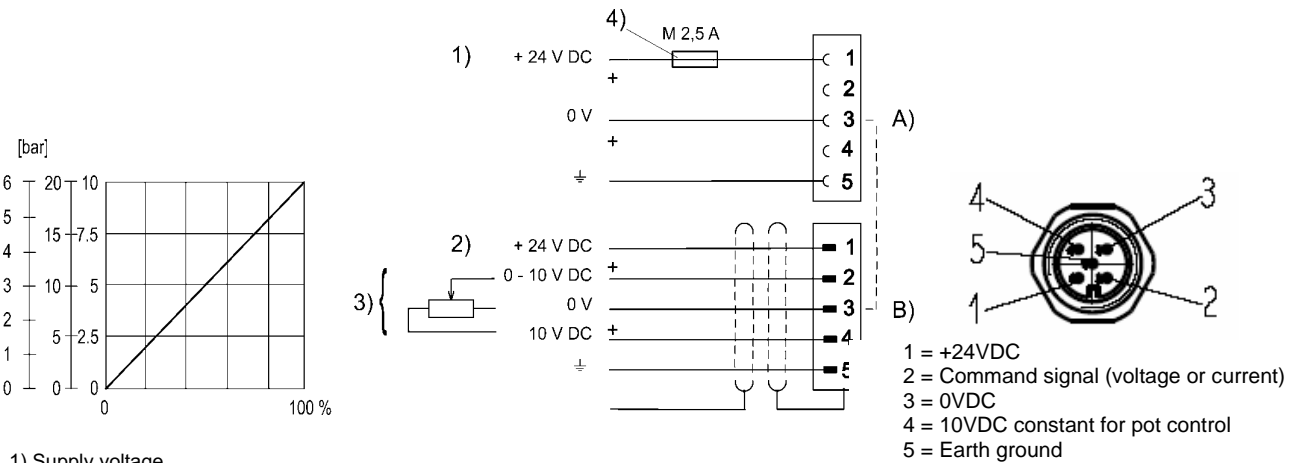 [bar]
6 20 10
5
15 7.5
4
3 10 5
2
5 2.5
1
0 0 0
0 100 %
1) Supply voltage
4)
M 2,5 A
1) + 24 V DC 1
+
2
0 V 3 A)
+
4
5
2) + 24 V DC 1
0 - 10 V DC + 2
3) 0 V 3 B)
10 V DC + 4
5
4 3
5
1 2
1 = +24VDC
2 = Command signal (voltage or current)
3 = 0VDC
4 = 10VDC constant for pot control
5 = Earth ground